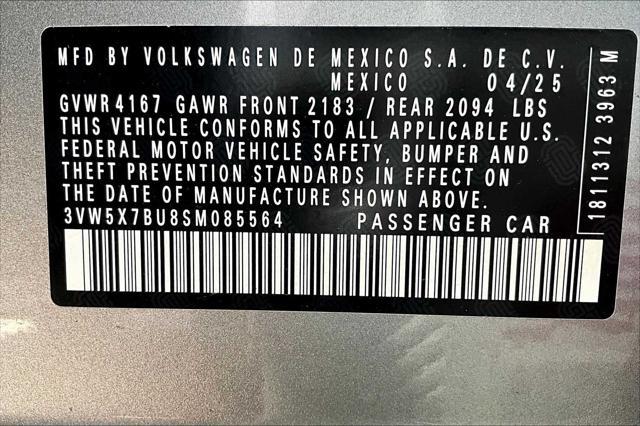 MFD BY VOLKSWAGEN DE MEXICO S.A. DE C.V.
MEXICO 04/25
GVWR 4167 GAWR FRONT 2183 / REAR 2094 LBS
THIS VEHICLE CONFORMS TO ALL APPLICABLE U.S.
FEDERAL MOTOR VEHICLE SAFETY, BUMPER AND
THEFT PREVENTION STANDARDS IN EFFECT ON
THE DATE OF MANUFACTURE SHOWN ABOVE.
3VW5X7BU8SM085564 PASSENGER CAR
1811312 3963 M